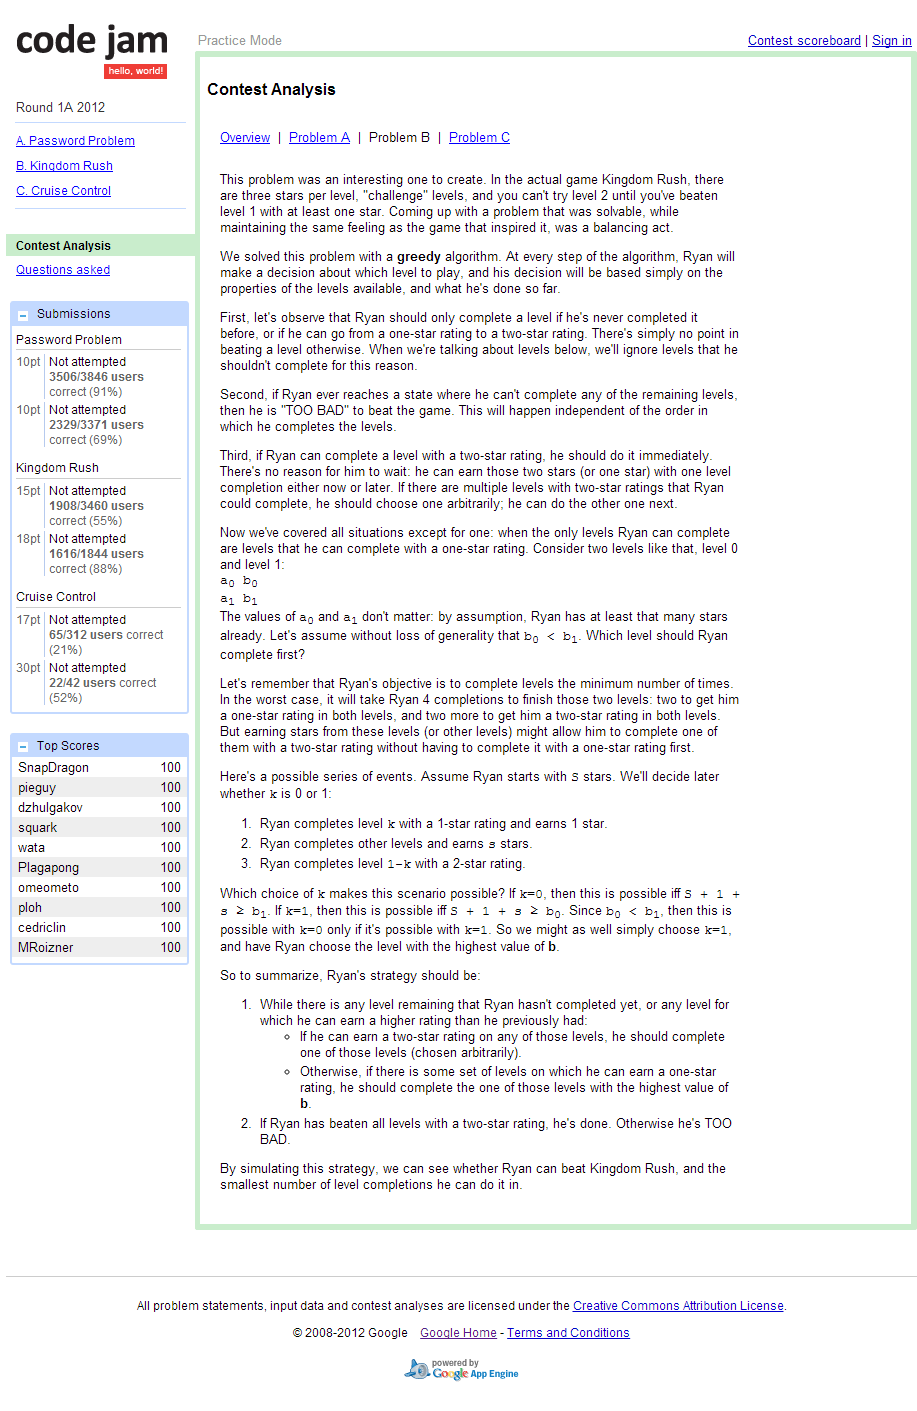 code jam
hello, world!
Practice Mode
Contest scoreboard | Sign in
Round 1A 2012
A. Password Problem
B. Kingdom Rush
C. Cruise Control
Contest Analysis
Questions asked
Submissions
Password Problem
10pt Not attempted
3506/3846 users
correct (91%)
10pt Not attempted
2329/3371 users
correct (69%)
Kingdom Rush
15pt Not attempted
1908/3460 users
correct (55%)
18pt Not attempted
1616/1844 users
correct (88%)
Cruise Control
17pt Not attempted
65/312 users correct
(21%)
30pt Not attempted
22/42 users correct
(52%)
Top Scores
SnapDragon 100
pieguy 100
dzhulgakov 100
squark 100
wata 100
Plagapong 100
omeometo 100
ploh 100
cedriclin 100
MRoizner 100
Contest Analysis
Overview | Problem A | Problem B | Problem C
This problem was an interesting one to create. In the actual game Kingdom Rush, there
are three stars per level, "challenge" levels, and you can't try level 2 until you've beaten
level 1 with at least one star. Coming up with a problem that was solvable, while
maintaining the same feeling as the game that inspired it, was a balancing act.
We solved this problem with a greedy algorithm. At every step of the algorithm, Ryan will
make a decision about which level to play, and his decision will be based simply on the
properties of the levels available, and what he's done so far.
First, let's observe that Ryan should only complete a level if he's never completed it
before, or if he can go from a one-star rating to a two-star rating. There's simply no point in
beating a level otherwise. When we're talking about levels below, we'll ignore levels that he
shouldn't complete for this reason.
Second, if Ryan ever reaches a state where he can't complete any of the remaining levels,
then he is "TOO BAD" to beat the game. This will happen independent of the order in
which he completes the levels.
Third, if Ryan can complete a level with a two-star rating, he should do it immediately.
There's no reason for him to wait: he can earn those two stars (or one star) with one level
completion either now or later. If there are multiple levels with two-star ratings that Ryan
could complete, he should choose one arbitrarily; he can do the other one next.
Now we've covered all situations except for one: when the only levels Ryan can complete
are levels that he can complete with a one-star rating. Consider two levels like that, level 0
and level 1:
a0 b0
a1 b1
The values of a0 and a1 don't matter: by assumption, Ryan has at least that many stars
already. Let's assume without loss of generality that b0 < b1. Which level should Ryan
complete first?
Let's remember that Ryan's objective is to complete levels the minimum number of times.
In the worst case, it will take Ryan 4 completions to finish those two levels: two to get him
a one-star rating in both levels, and two more to get him a two-star rating in both levels.
But earning stars from these levels (or other levels) might allow him to complete one of
them with a two-star rating without having to complete it with a one-star rating first.
Here's a possible series of events. Assume Ryan starts with S stars. We'll decide later
whether k is 0 or 1:
1. Ryan completes level k with a 1-star rating and earns 1 star.
2. Ryan completes other levels and earns s stars.
3. Ryan completes level 1-k with a 2-star rating.
Which choice of k makes this scenario possible? If k=0, then this is possible iff S + 1 +
s ≥ b1. If k=1, then this is possible iff S + 1 + s ≥ b0. Since b0 < b1, then this is
possible with k=0 only if it's possible with k=1. So we might as well simply choose k=1,
and have Ryan choose the level with the highest value of b.
So to summarize, Ryan's strategy should be:
1. While there is any level remaining that Ryan hasn't completed yet, or any level for
which he can earn a higher rating than he previously had:
◦ If he can earn a two-star rating on any of those levels, he should complete
one of those levels (chosen arbitrarily).
◦ Otherwise, if there is some set of levels on which he can earn a one-star
rating, he should complete the one of those levels with the highest value of
b.
2. If Ryan has beaten all levels with a two-star rating, he's done. Otherwise he's TOO
BAD.
By simulating this strategy, we can see whether Ryan can beat Kingdom Rush, and the
smallest number of level completions he can do it in.
All problem statements, input data and contest analyses are licensed under the Creative Commons Attribution License.
© 2008-2012 Google Google Home - Terms and Conditions
powered by
Google App Engine